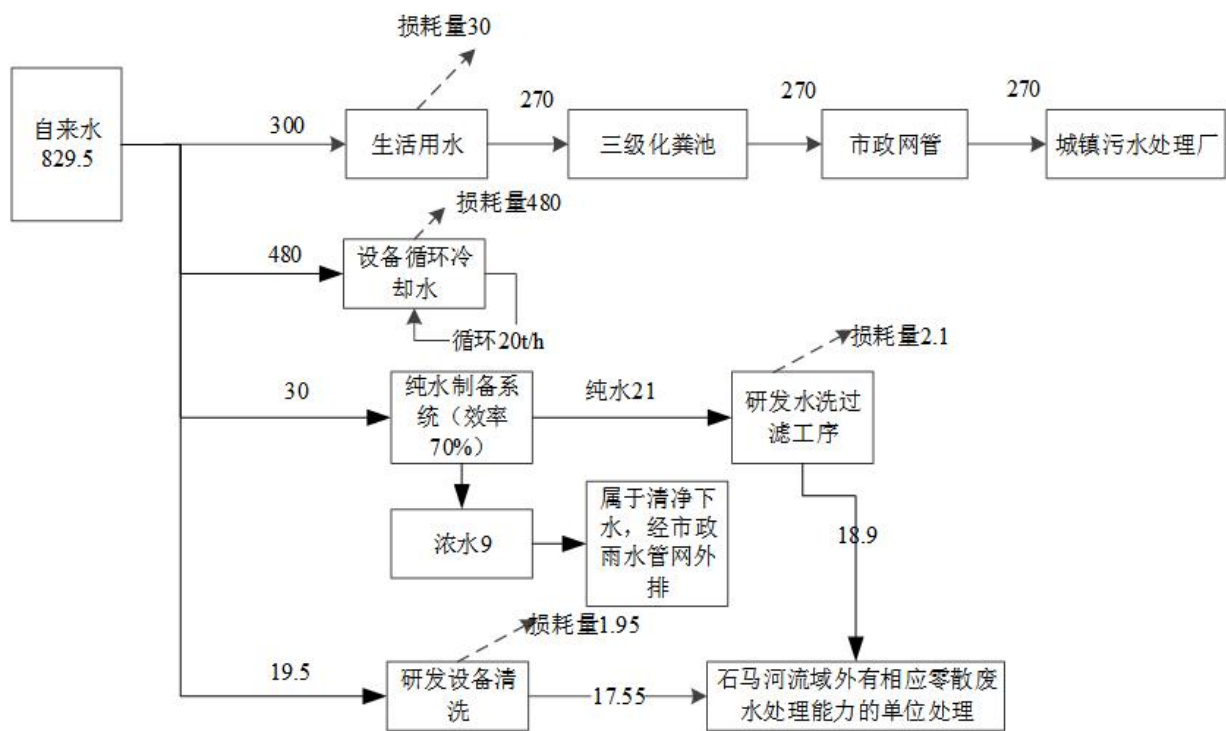 损耗量30
自来水
829.5
300
生活用水
270
三级化粪池
270
市政网管
270
城镇污水处理厂
损耗量480
480
设备循环冷
却水
循环20t/h
损耗量2.1
30
纯水制备系
统（效率
70%）
纯水21
研发水洗过
滤工序
浓水9
属于清净下
水，经市政
雨水管网外
排
18.9
损耗量1.95
19.5
研发设备清
洗
17.55
石马河流域外有相应零散废
水处理能力的单位处理